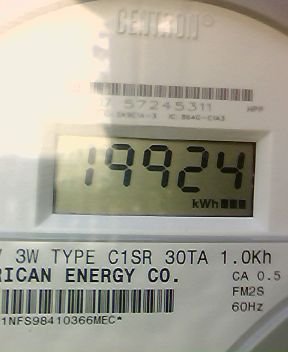 CENTRON®
57245311 HPP
19924
kWh
3W TYPE C1SR 30TA 1.0Kh
RICAN ENERGY CO.
CA 0.5
FM2S
60Hz
1NFS98410366MEC*